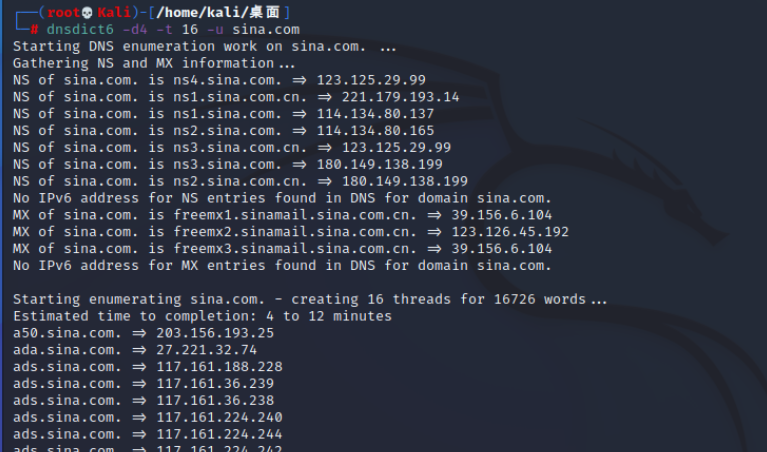 ┌──(root💀Kali)-[/home/kali/桌面]
└─# dnsdict6 -d4 -t 16 -u sina.com
Starting DNS enumeration work on sina.com. ...
Gathering NS and MX information...
NS of sina.com. is ns4.sina.com. ⇒ 123.125.29.99
NS of sina.com. is ns1.sina.com.cn. ⇒ 221.179.193.14
NS of sina.com. is ns1.sina.com. ⇒ 114.134.80.137
NS of sina.com. is ns2.sina.com. ⇒ 114.134.80.165
NS of sina.com. is ns3.sina.com.cn. ⇒ 123.125.29.99
NS of sina.com. is ns3.sina.com. ⇒ 180.149.138.199
NS of sina.com. is ns2.sina.com.cn. ⇒ 180.149.138.199
No IPv6 address for NS entries found in DNS for domain sina.com.
MX of sina.com. is freemx1.sinamail.sina.com.cn. ⇒ 39.156.6.104
MX of sina.com. is freemx2.sinamail.sina.com.cn. ⇒ 123.126.45.192
MX of sina.com. is freemx3.sinamail.sina.com.cn. ⇒ 39.156.6.104
No IPv6 address for MX entries found in DNS for domain sina.com.
Starting enumerating sina.com. - creating 16 threads for 16726 words...
Estimated time to completion: 4 to 12 minutes
a50.sina.com. ⇒ 203.156.193.25
ada.sina.com. ⇒ 27.221.32.74
ads.sina.com. ⇒ 117.161.188.228
ads.sina.com. ⇒ 117.161.36.239
ads.sina.com. ⇒ 117.161.36.238
ads.sina.com. ⇒ 117.161.224.240
ads.sina.com. ⇒ 117.161.224.244
ads.sina.com. ⇒ 117.161.224.242